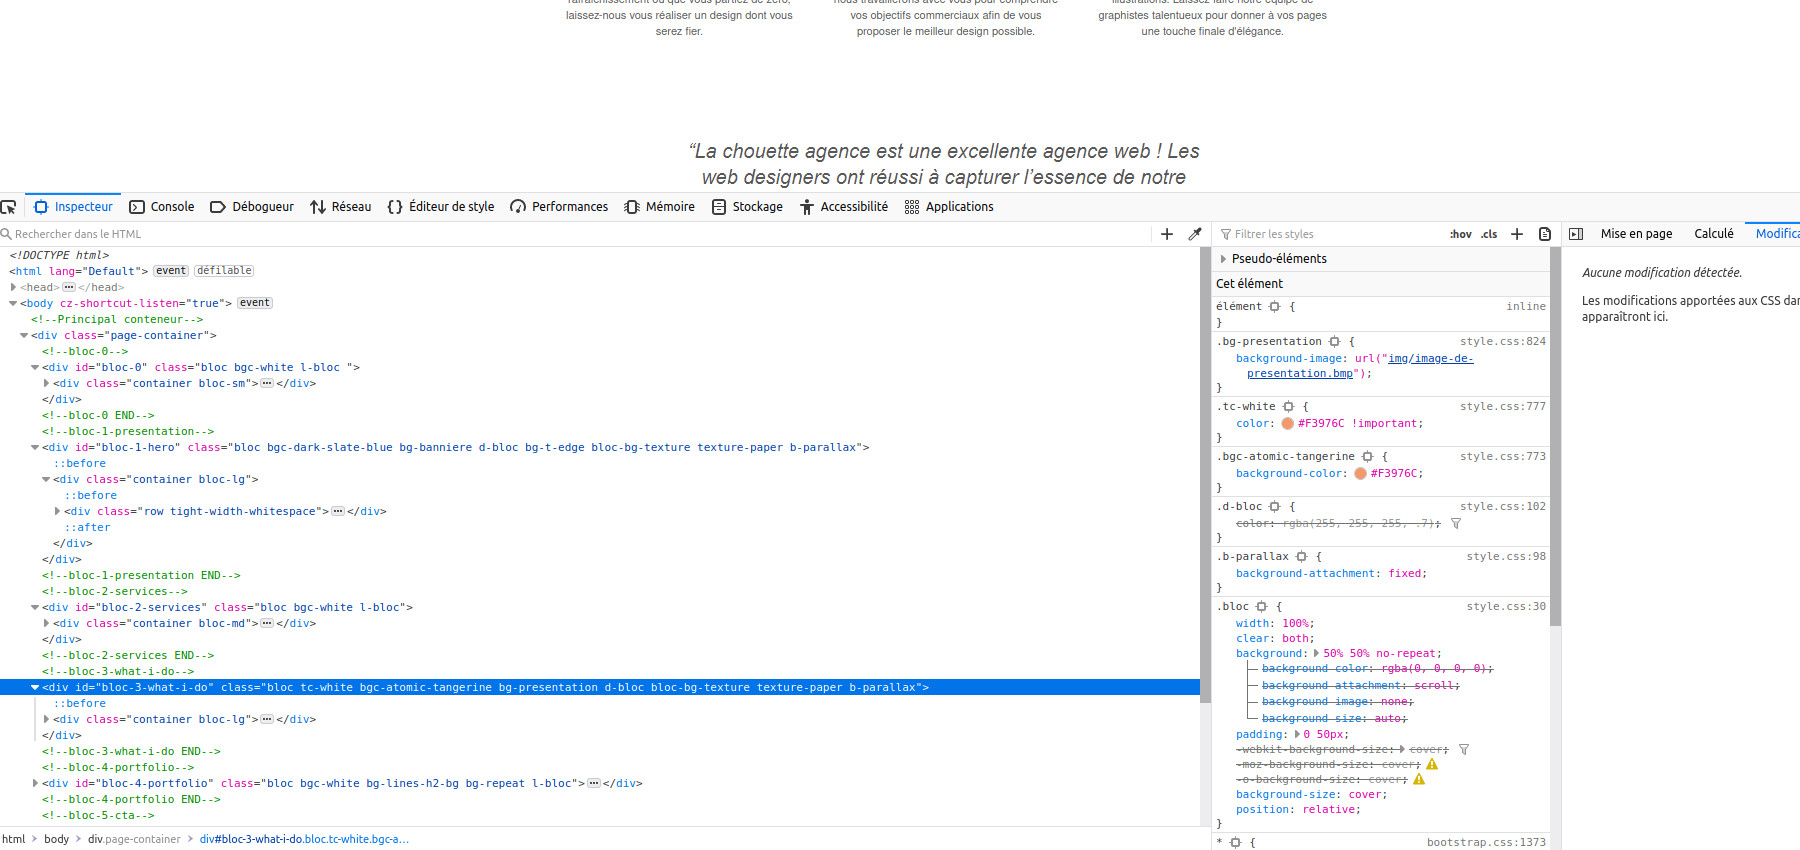 rafraîchissement ou que vous partiez de zéro,
laissez-nous vous réaliser un design dont vous
serez fier.
nous travaillerons avec vous pour comprendre
vos objectifs commerciaux afin de vous
proposer le meilleur design possible.
illustrations. Laissez faire notre équipe de
graphistes talentueux pour donner à vos pages
une touche finale d'élégance.
“La chouette agence est une excellente agence web ! Les
web designers ont réussi à capturer l’essence de notre
Inspecteur Console Débogueur Réseau Éditeur de style Performances Mémoire Stockage Accessibilité Applications
Rechercher dans le HTML
<!DOCTYPE html>
<html lang="Default"> event défilable
<head> ••• </head>
<body cz-shortcut-listen="true"> event
<!--Principal conteneur-->
<div class="page-container">
<!--bloc-0-->
<div id="bloc-0" class="bloc bgc-white l-bloc ">
<div class="container bloc-sm"> ••• </div>
</div>
<!--bloc-0 END-->
<!--bloc-1-presentation-->
<div id="bloc-1-hero" class="bloc bgc-dark-slate-blue bg-banniere d-bloc bg-t-edge bloc-bg-texture texture-paper b-parallax">
::before
<div class="container bloc-lg">
::before
<div class="row tight-width-whitespace"> ••• </div>
::after
</div>
</div>
<!--bloc-1-presentation END-->
<!--bloc-2-services-->
<div id="bloc-2-services" class="bloc bgc-white l-bloc">
<div class="container bloc-md"> ••• </div>
</div>
<!--bloc-2-services END-->
<!--bloc-3-what-i-do-->
<div id="bloc-3-what-i-do" class="bloc tc-white bgc-atomic-tangerine bg-presentation d-bloc bloc-bg-texture texture-paper b-parallax">
::before
<div class="container bloc-lg"> ••• </div>
</div>
<!--bloc-3-what-i-do END-->
<!--bloc-4-portfolio-->
<div id="bloc-4-portfolio" class="bloc bgc-white bg-lines-h2-bg bg-repeat l-bloc"> ••• </div>
<!--bloc-4-portfolio END-->
<!--bloc-5-cta-->
html > body > div.page-container > div#bloc-3-what-i-do.bloc.tc-white.bgc-a…
Filtrer les styles :hov .cls +
Pseudo-éléments
Cet élément
élément { inline
}
.bg-presentation { style.css:824
background-image: url("img/image-de-
presentation.bmp");
}
.tc-white { style.css:777
color: #F3976C !important;
}
.bgc-atomic-tangerine { style.css:773
background-color: #F3976C;
}
.d-bloc { style.css:102
color: rgba(255, 255, 255, .7);
}
.b-parallax { style.css:98
background-attachment: fixed;
}
.bloc { style.css:30
width: 100%;
clear: both;
background: 50% 50% no-repeat;
background-color: rgba(0, 0, 0, 0);
background-attachment: scroll;
background-image: none;
background-size: auto;
padding: 0 50px;
-webkit-background-size: cover;
-moz-background-size: cover;
-o-background-size: cover;
background-size: cover;
position: relative;
}
* { bootstrap.css:1373
Mise en page Calculé Modifica
Aucune modification détectée.
Les modifications apportées aux CSS dan
apparaîtront ici.